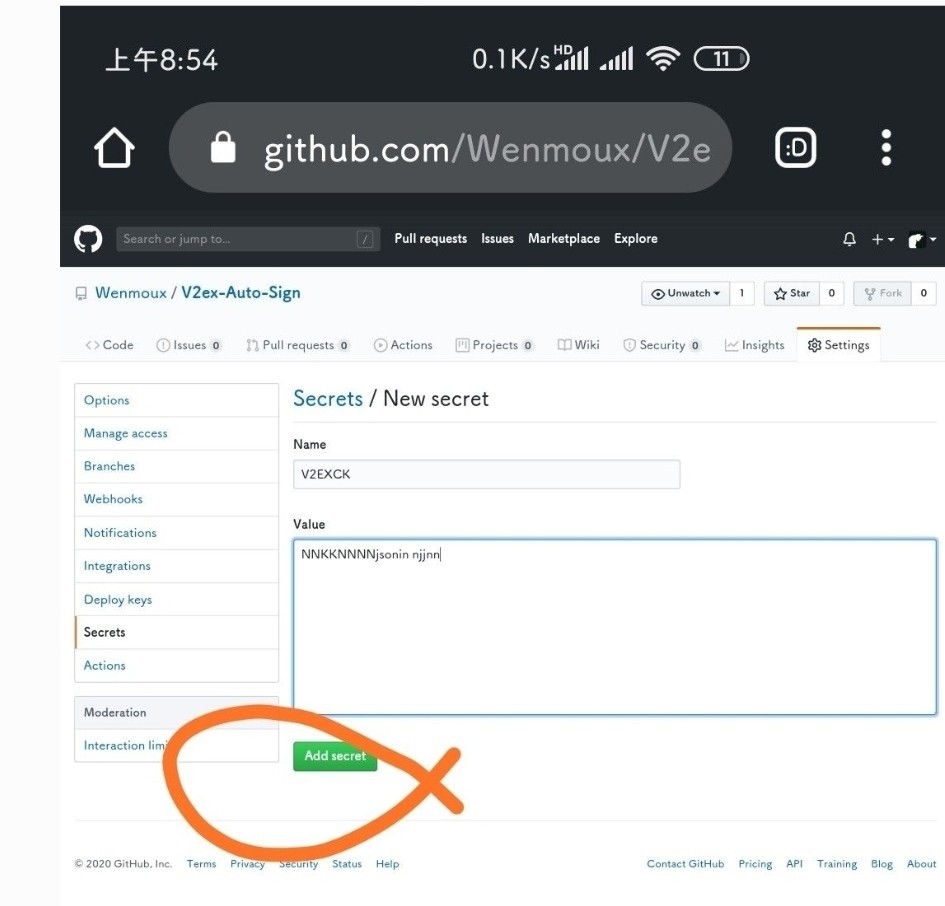 上午8:54 0.1K/s HD 11
github.com/Wenmoux/V2e :D
Search or jump to... / Pull requests Issues Marketplace Explore
Wenmoux / V2ex-Auto-Sign Unwatch 1 Star 0 Fork 0
Code Issues 0 Pull requests 0 Actions Projects 0 Wiki Security 0 Insights Settings
Options
Manage access
Branches
Webhooks
Notifications
Integrations
Deploy keys
Secrets
Actions
Moderation
Interaction limi
Secrets / New secret
Name
V2EXCK
Value
NNKKNNNNjsonin njjnn
Add secret
© 2020 GitHub, Inc. Terms Privacy Security Status Help Contact GitHub Pricing API Training Blog About